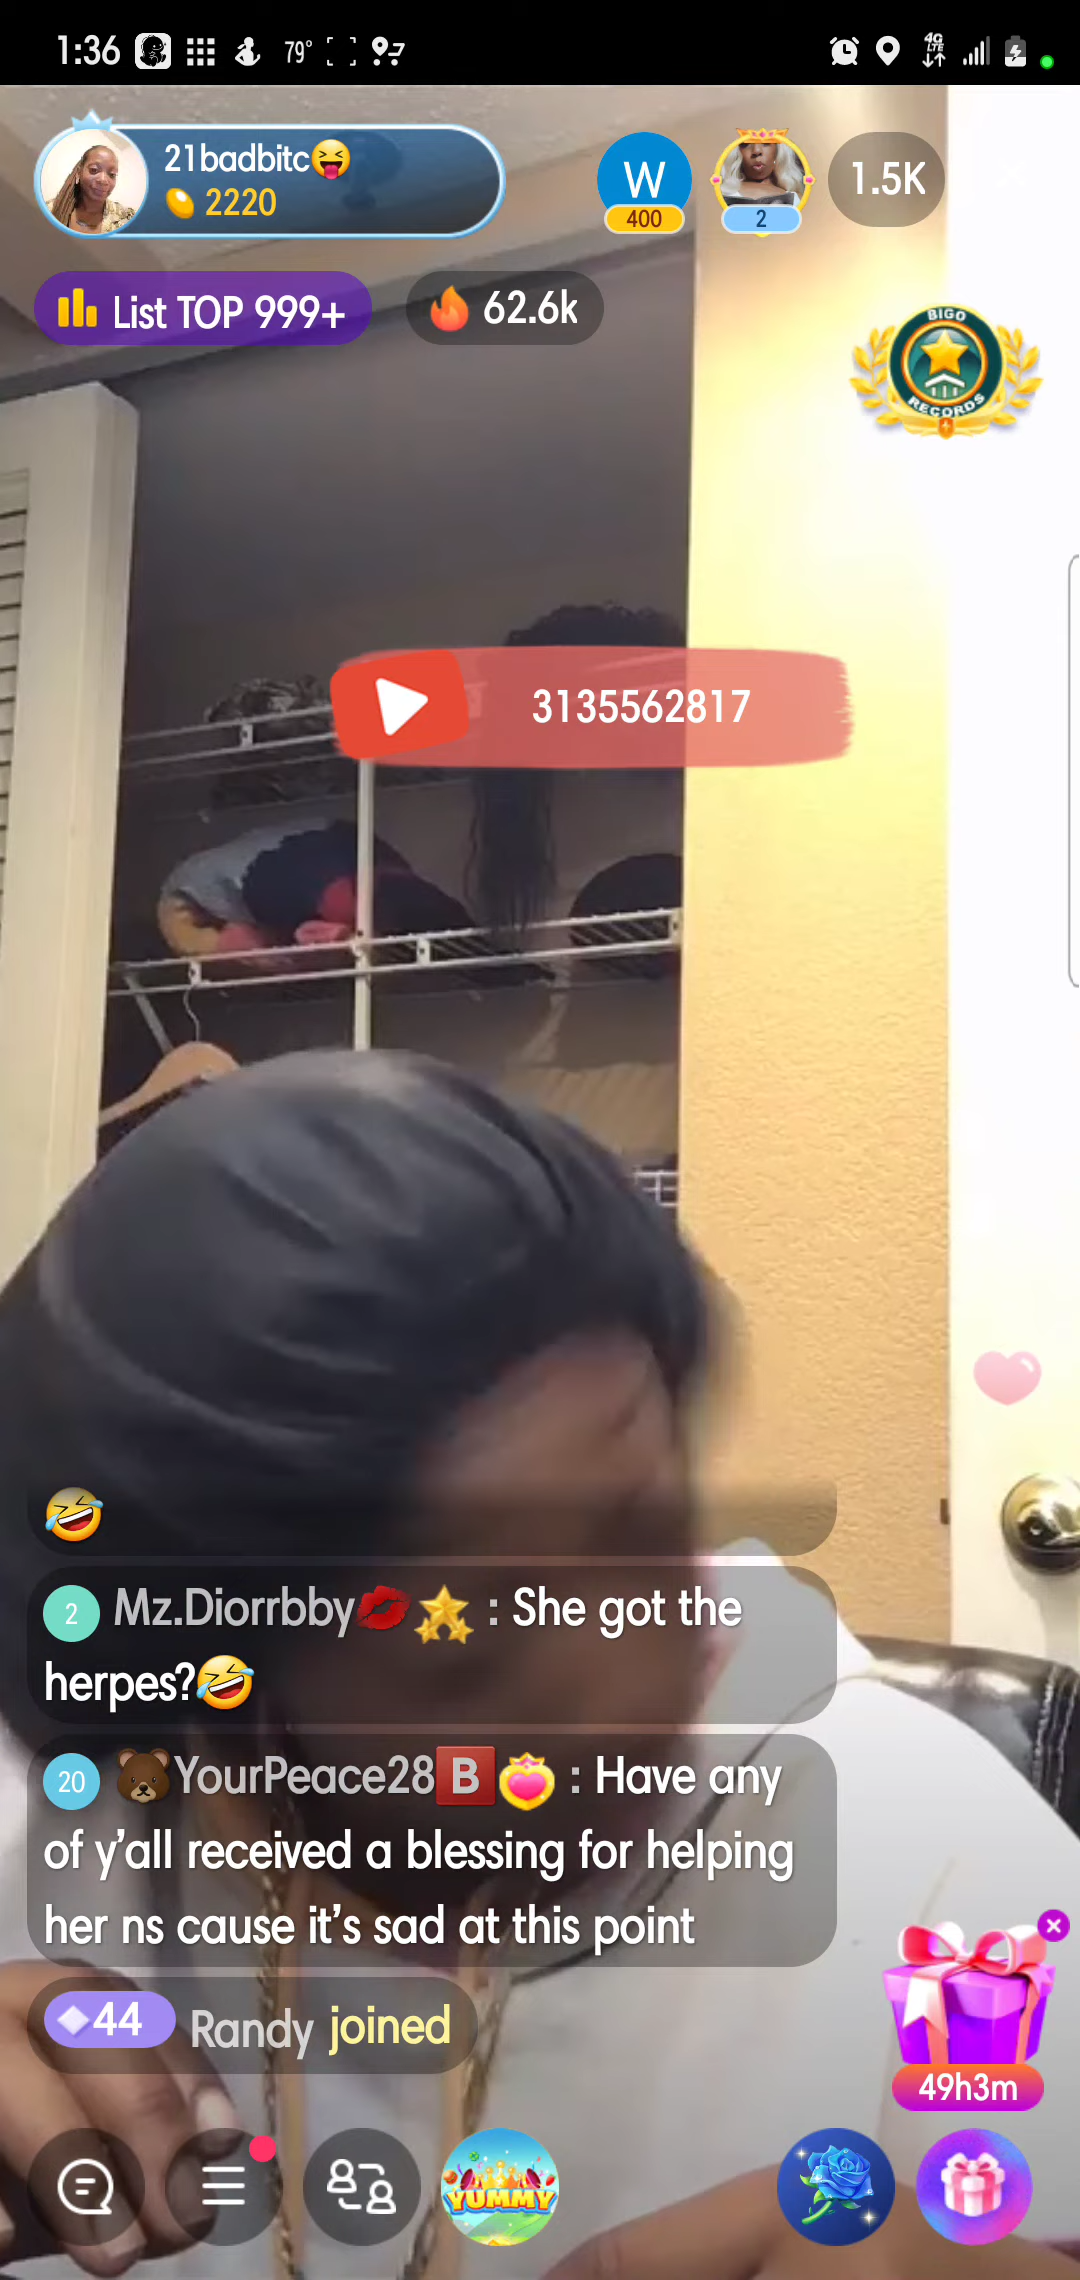 1:36
79°
4G
LTE
21badbitc😝
2220
W
400
2
1.5K
List TOP 999+
62.6k
BIGO
RECORDS
3135562817
🤣
2 Mz.Diorrbby💋 : She got the
herpes?🤣
20 🐻YourPeace28🅱 : Have any
of y'all received a blessing for helping
her ns cause it's sad at this point
44 Randy joined
49h3m
YUMMY